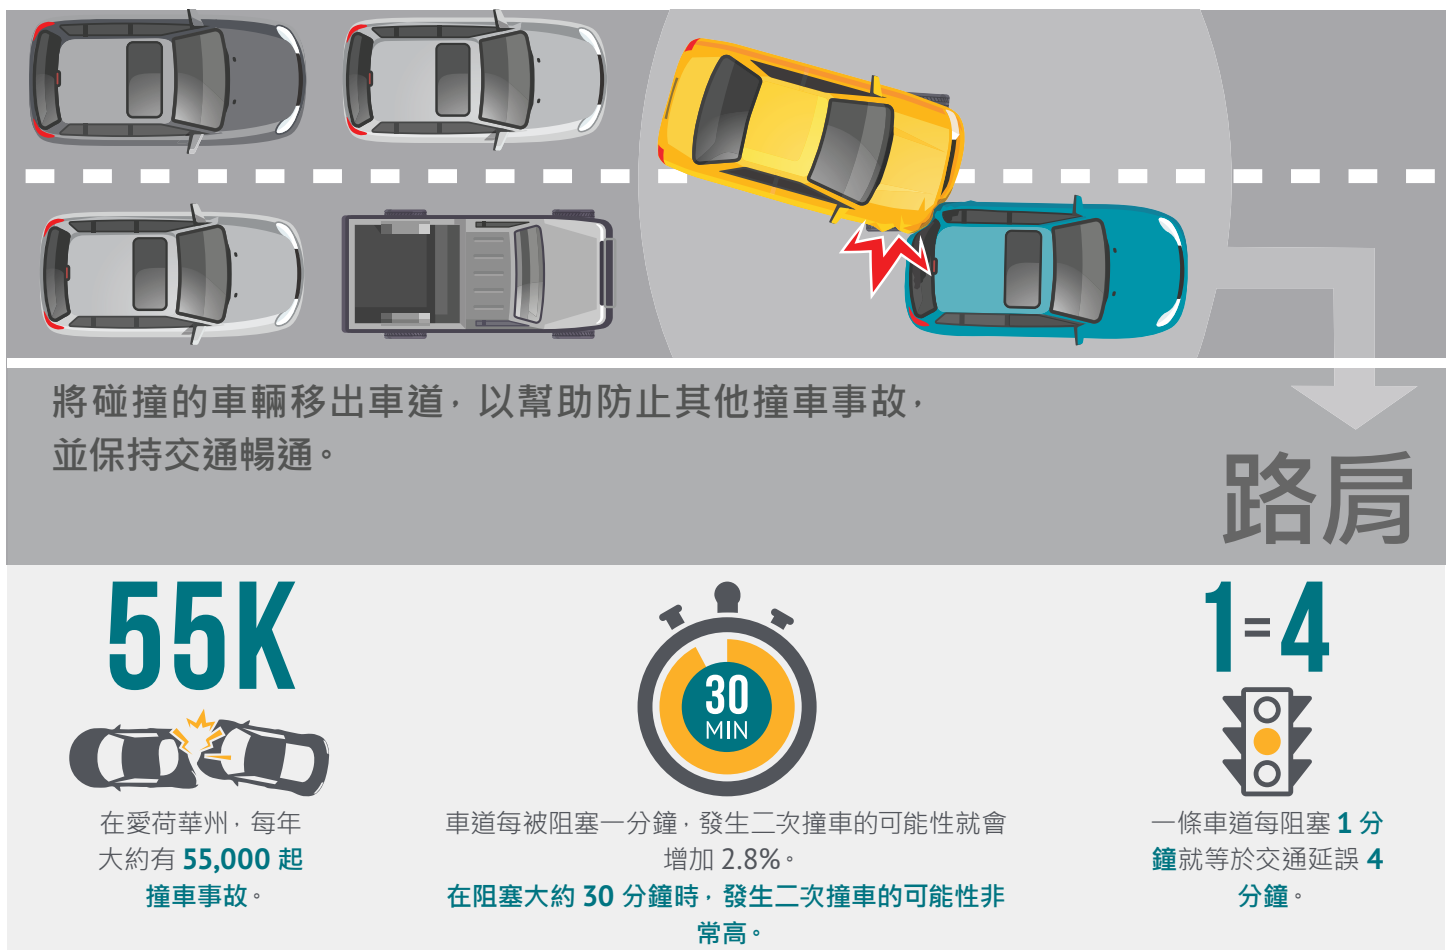 將碰撞的車輛移出車道，以幫助防止其他撞車事故，
並保持交通暢通。
路肩
55K
在愛荷華州，每年
大約有 55,000 起
撞車事故。
30
MIN
車道每被阻塞一分鐘，發生二次撞車的可能性就會
增加 2.8%。
在阻塞大約 30 分鐘時，發生二次撞車的可能性非
常高。
1=4
一條車道每阻塞 1 分
鐘就等於交通延誤 4
分鐘。